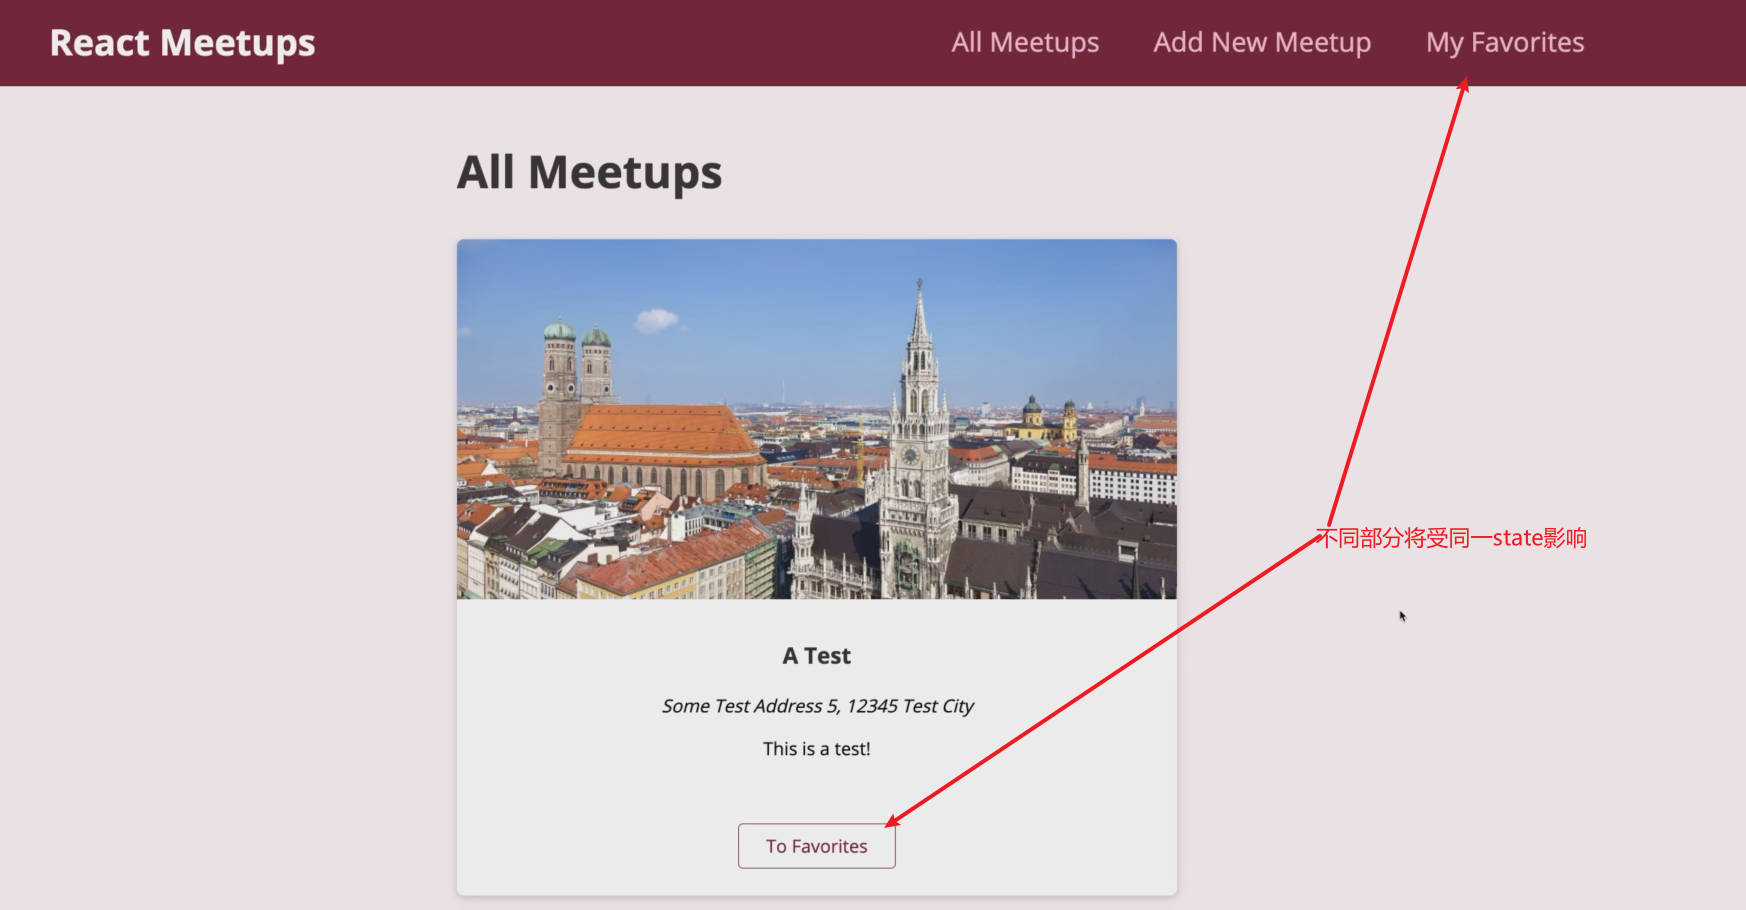 React Meetups
All Meetups
Add New Meetup
My Favorites
All Meetups
不同部分将受同一state影响
A Test
Some Test Address 5, 12345 Test City
This is a test!
To Favorites